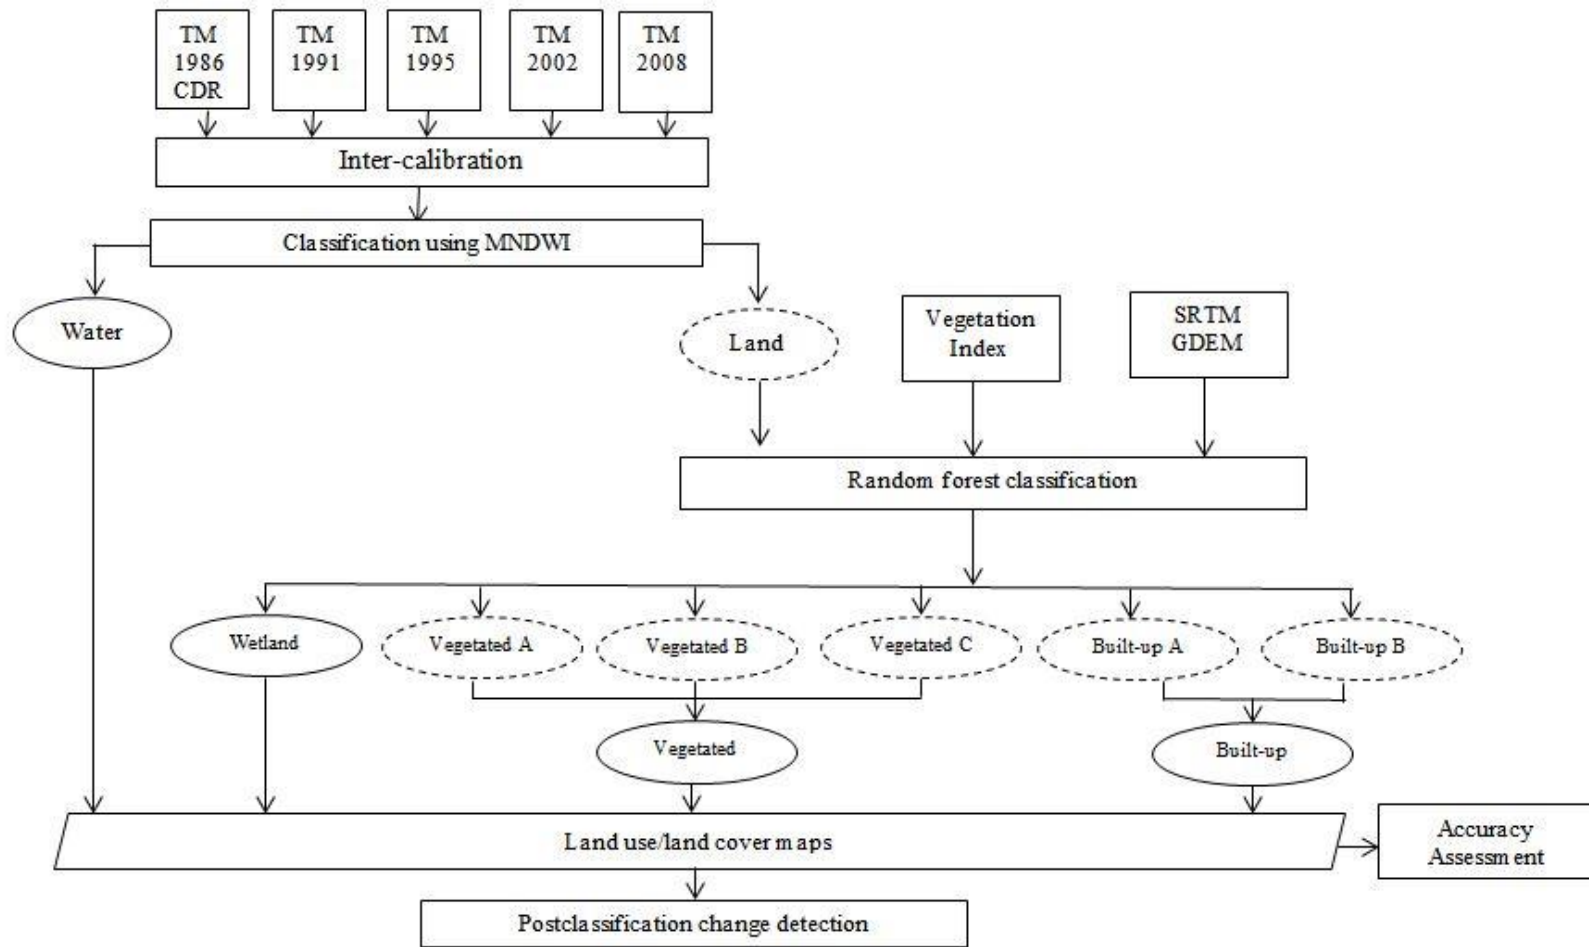 TM
1986
CDR
TM
1991
TM
1995
TM
2002
TM
2008
Inter-calibration
Classification using MNDWI
Water
Land
Vegetation
Index
SRTM
GDEM
Random forest classification
Wetland
Vegetated A
Vegetated B
Vegetated C
Built-up A
Built-up B
Vegetated
Built-up
Land use/land cover maps
Accuracy
Assessment
Postclassification change detection